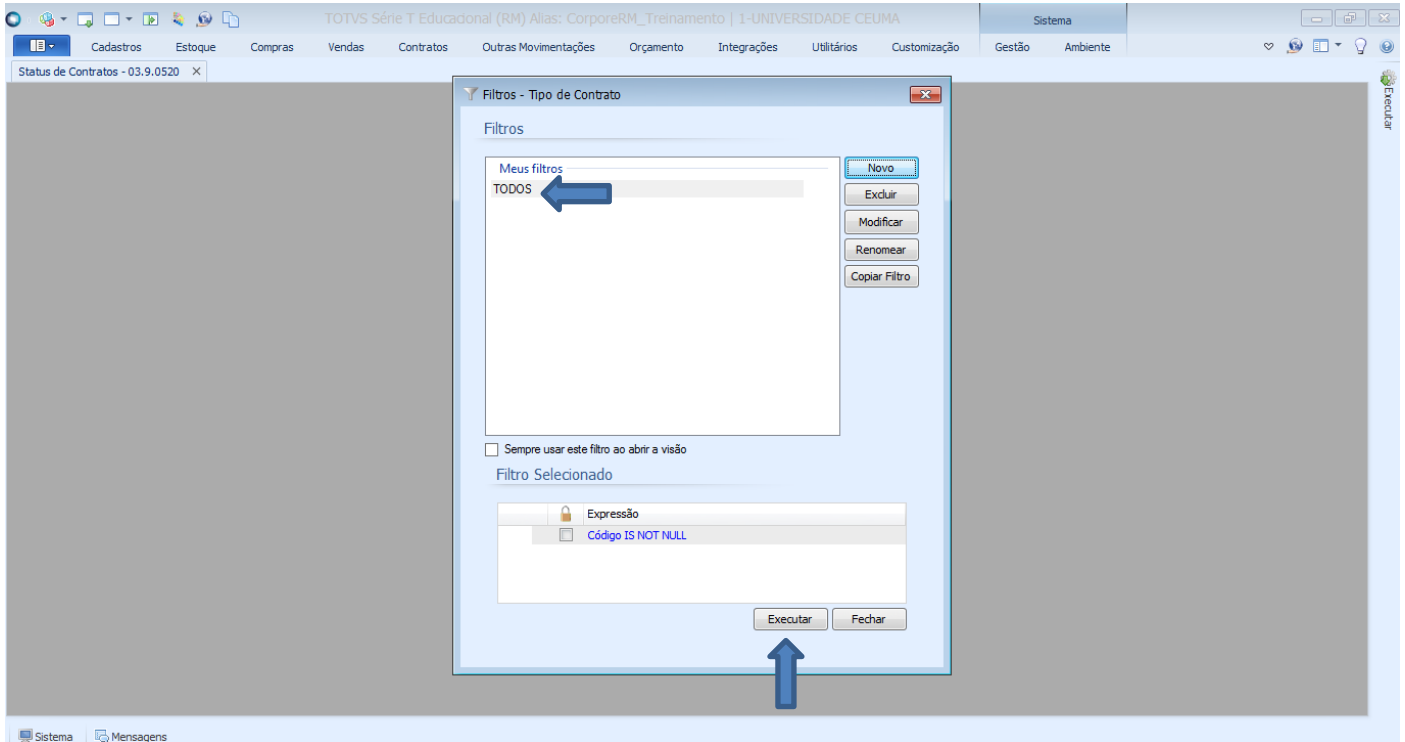 TOTVS Série T Educacional (RM) Alias: CorporeRM_Treinamento | 1-UNIVERSIDADE CEUMA
Sistema
Cadastros Estoque Compras Vendas Contratos Outras Movimentações Orçamento Integrações Utilitários Customização Gestão Ambiente
Status de Contratos - 03.9.0520
Executar
Filtros - Tipo de Contrato
Filtros
Meus filtros
TODOS
Novo
Excluir
Modificar
Renomear
Copiar Filtro
Sempre usar este filtro ao abrir a visão
Filtro Selecionado
Expressão
Código IS NOT NULL
Executar Fechar
Sistema Mensagens